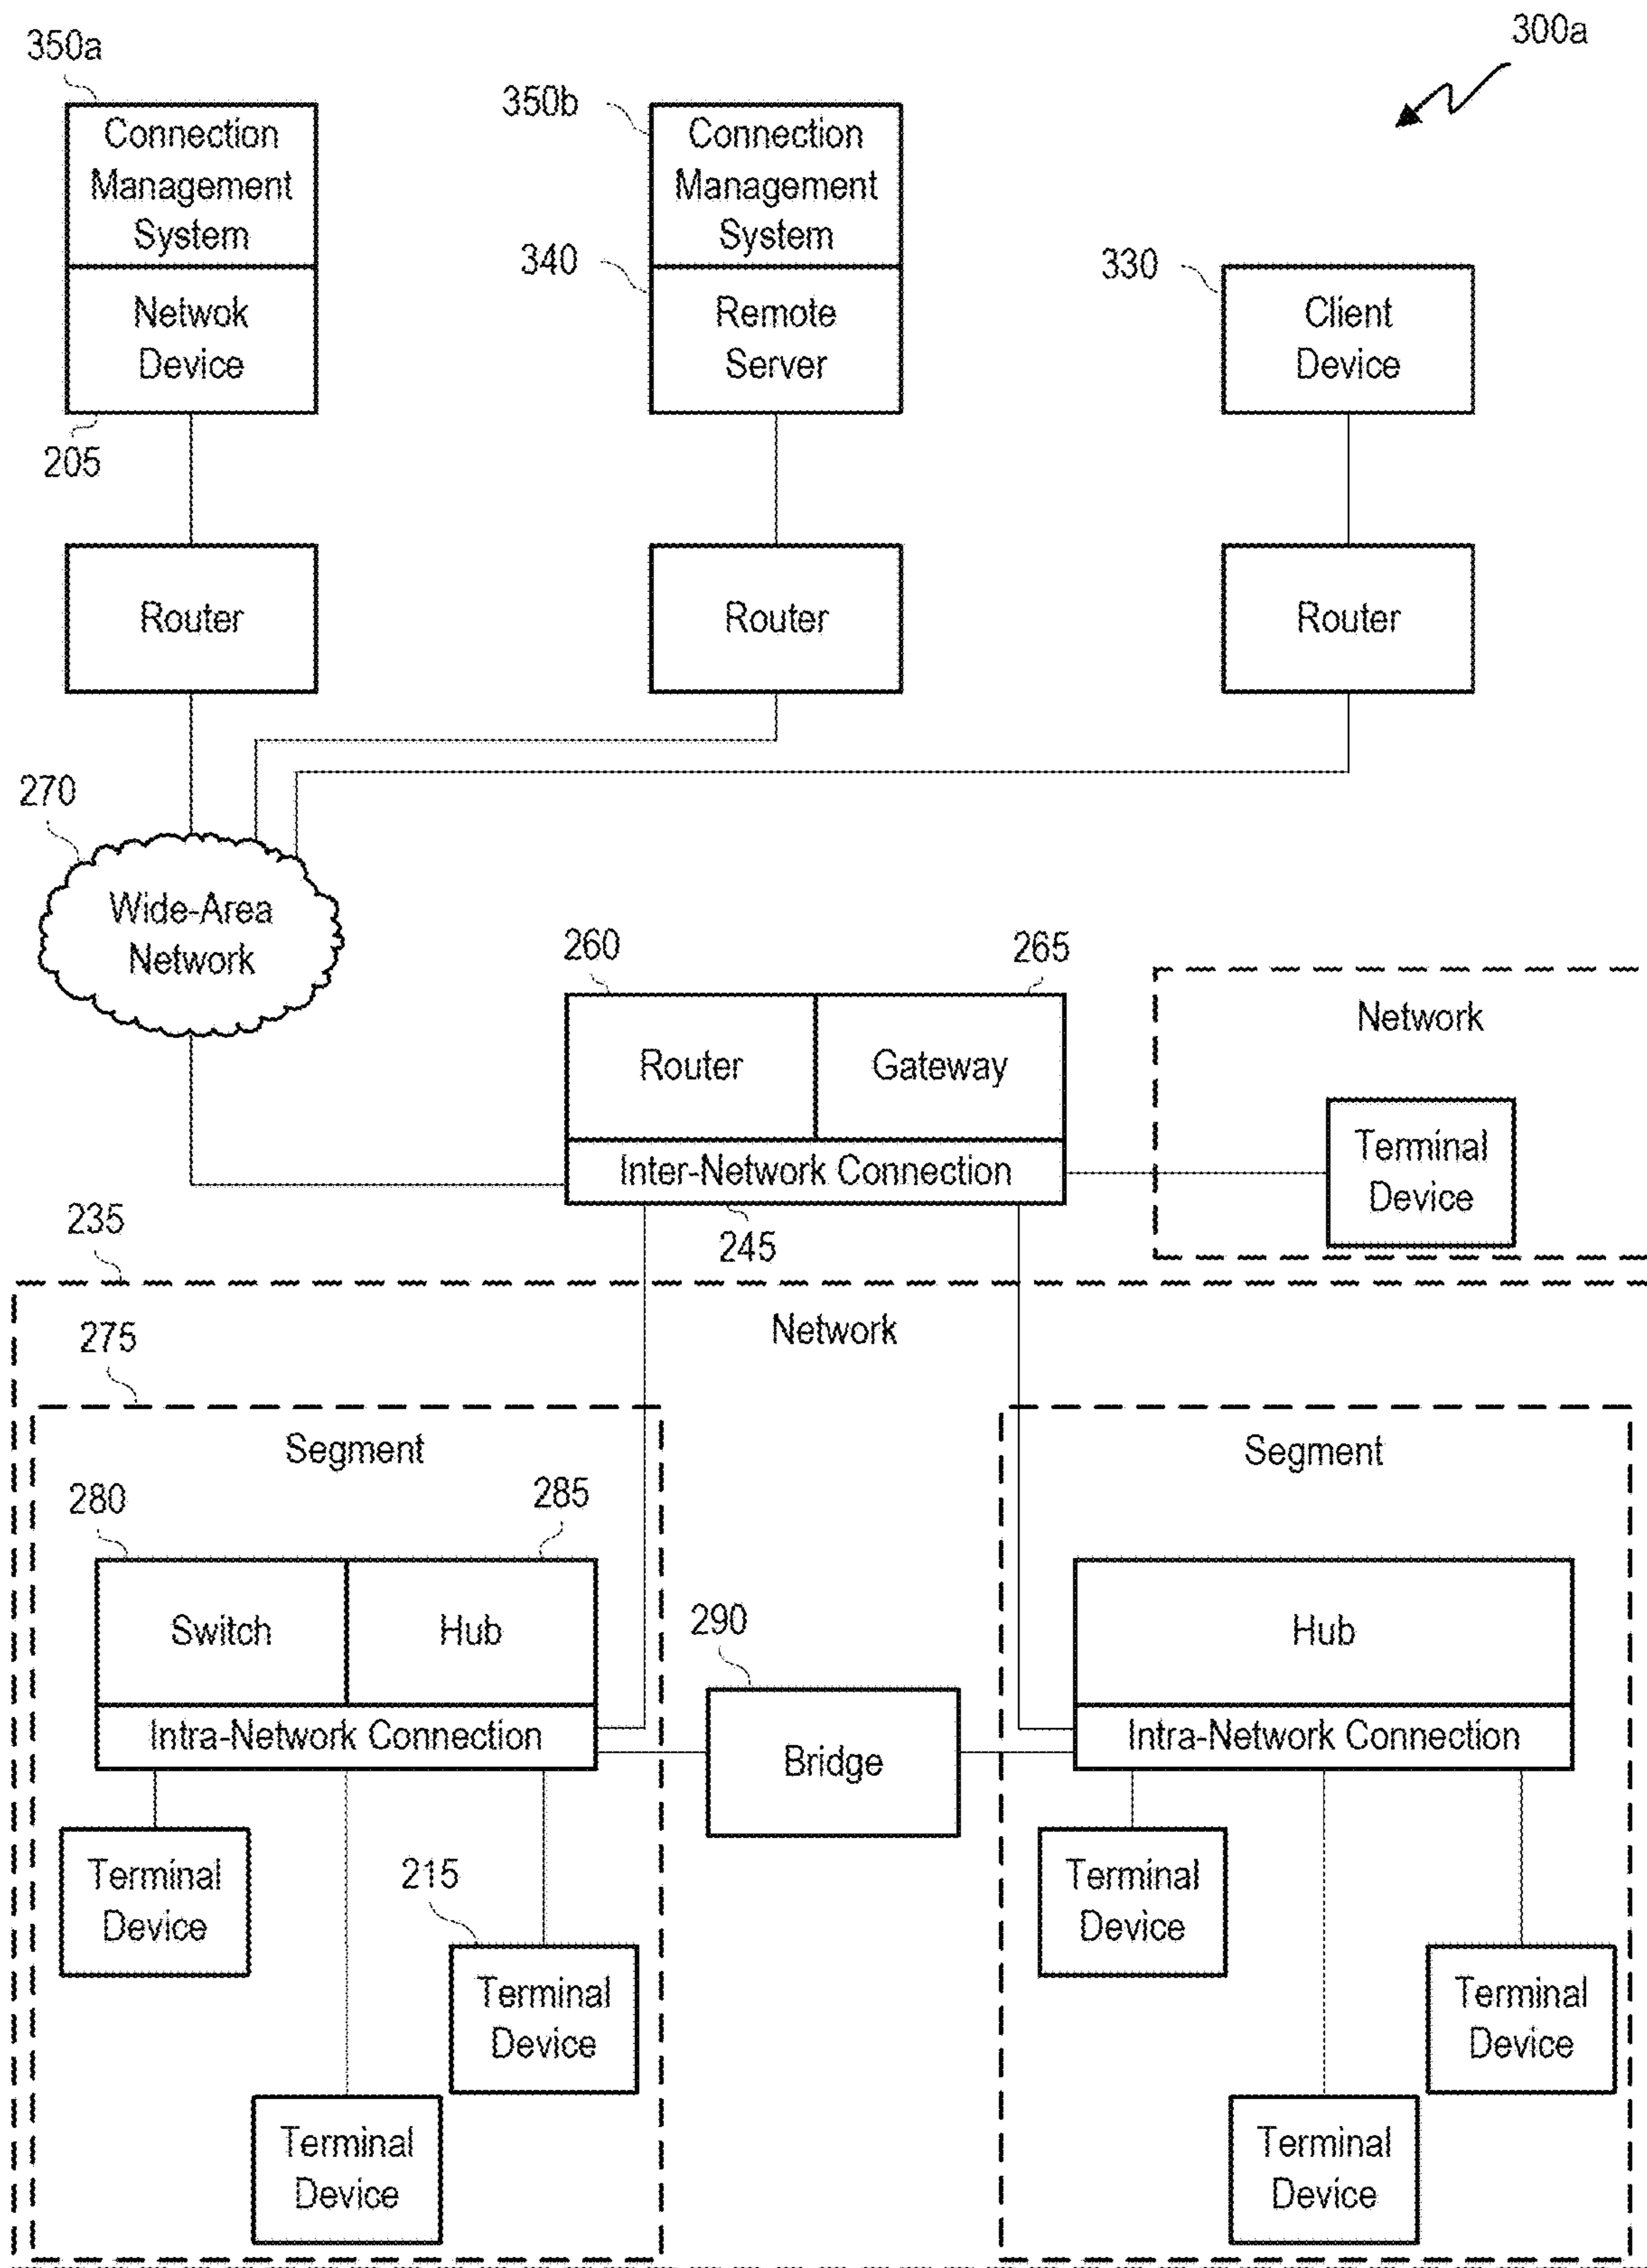 300a
350a
Connection
Management
System
Netwok
Device
205
350b
Connection
Management
System
340
Remote
Server
330
Client
Device
Router
Router
Router
270
Wide-Area
Network
260
265
Router
Gateway
Inter-Network Connection
245
Network
Terminal
Device
235
Network
275
Segment
280
285
Switch
Hub
Intra-Network Connection
Terminal
Device
215
Terminal
Device
Terminal
Device
290
Bridge
Segment
Hub
Intra-Network Connection
Terminal
Device
Terminal
Device
Terminal
Device